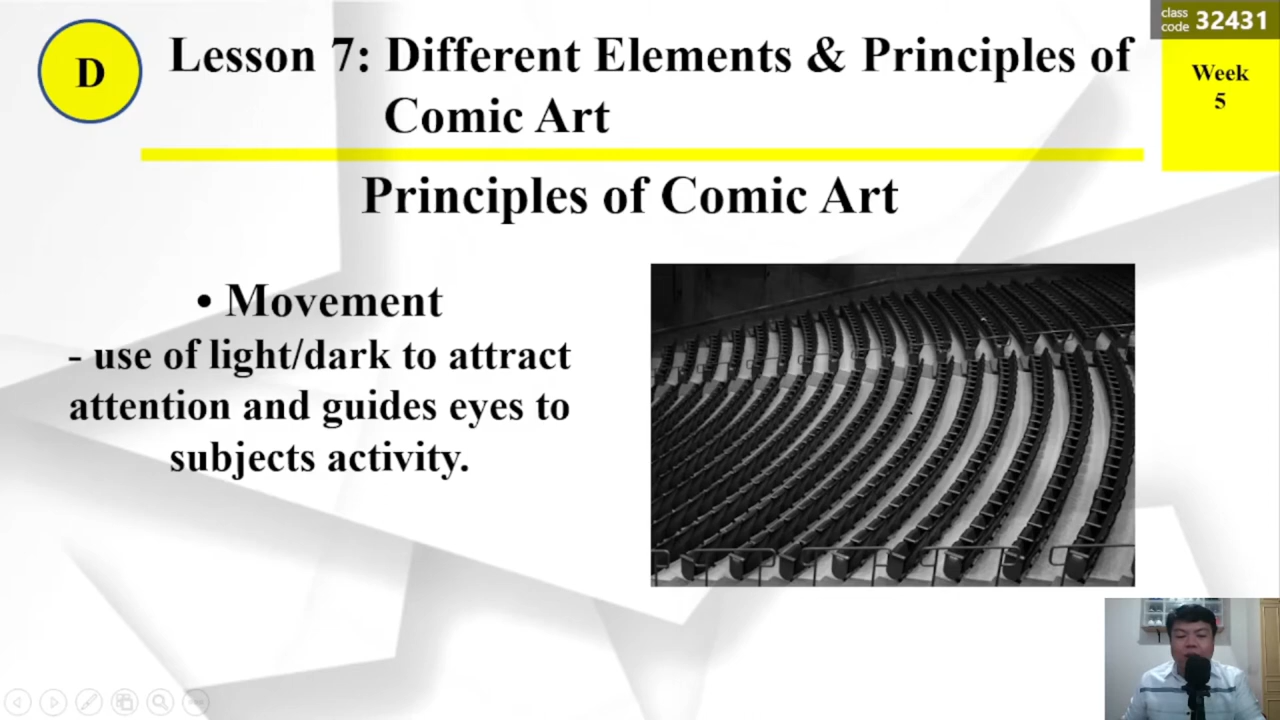 class
code 32431
D
Lesson 7: Different Elements & Principles of
Comic Art
Week
5
Principles of Comic Art
• Movement
- use of light/dark to attract
attention and guides eyes to
subjects activity.